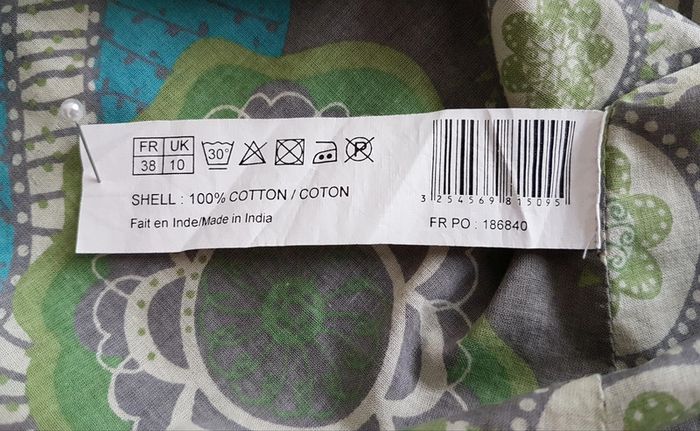 FR UK
38 10
30°
P
SHELL : 100% COTTON / COTON
Fait en Inde/Made in India
3 254569 815095
FR PO : 186840